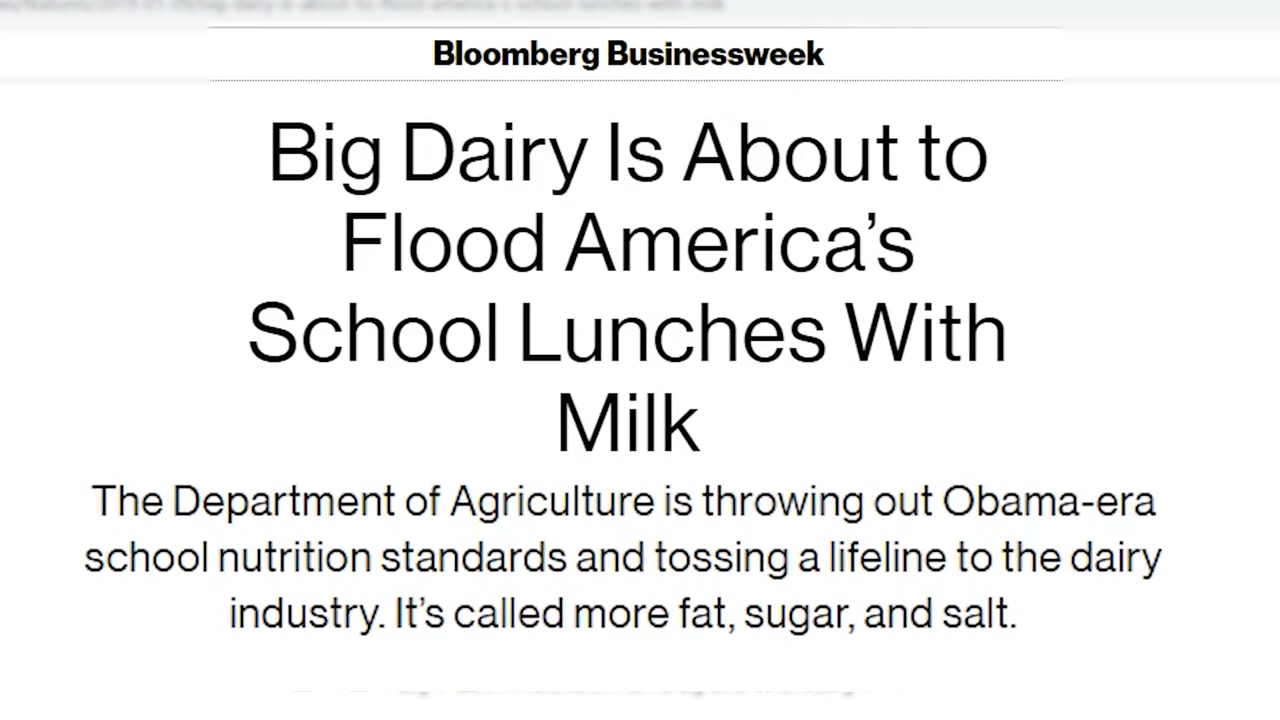 Bloomberg Businessweek
Big Dairy Is About to
Flood America’s
School Lunches With
Milk
The Department of Agriculture is throwing out Obama-era
school nutrition standards and tossing a lifeline to the dairy
industry. It’s called more fat, sugar, and salt.